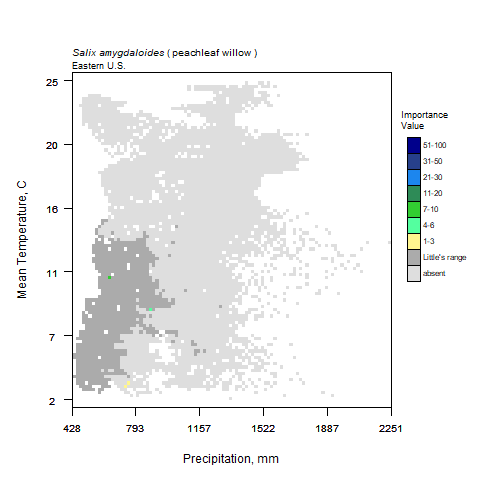 Salix amygdaloides ( peachleaf willow )
Eastern U.S.
Importance
Value
51-100
31-50
21-30
11-20
7-10
4-6
1-3
Little's range
absent
Mean Temperature, C
25
20
16
11
7
2
428 793 1157 1522 1887 2251
Precipitation, mm